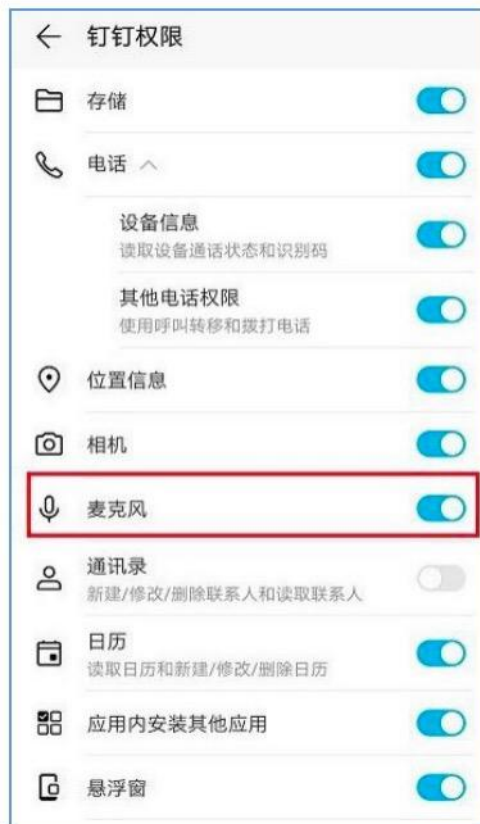 钉钉权限
存储
电话
设备信息
读取设备通话状态和识别码
其他电话权限
使用呼叫转移和拨打电话
位置信息
相机
麦克风
通讯录
新建/修改/删除联系人和读取联系人
日历
读取日历和新建/修改/删除日历
应用内安装其他应用
悬浮窗